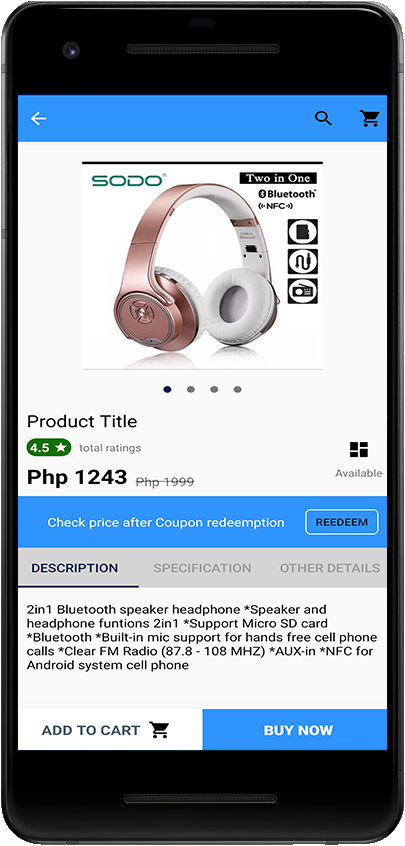 SODO®
Two in One
Bluetooth®
NFC
Product Title
4.5 ★ total ratings
Available
Php 1243 Php 1999
Check price after Coupon redeemption REEDEEM
DESCRIPTION SPECIFICATION OTHER DETAILS
2in1 Bluetooth speaker headphone *Speaker and
headphone funtions 2in1 *Support Micro SD card
*Bluetooth *Built-in mic support for hands free cell phone
calls *Clear FM Radio (87.8 - 108 MHZ) *AUX-in *NFC for
Android system cell phone
ADD TO CART BUY NOW